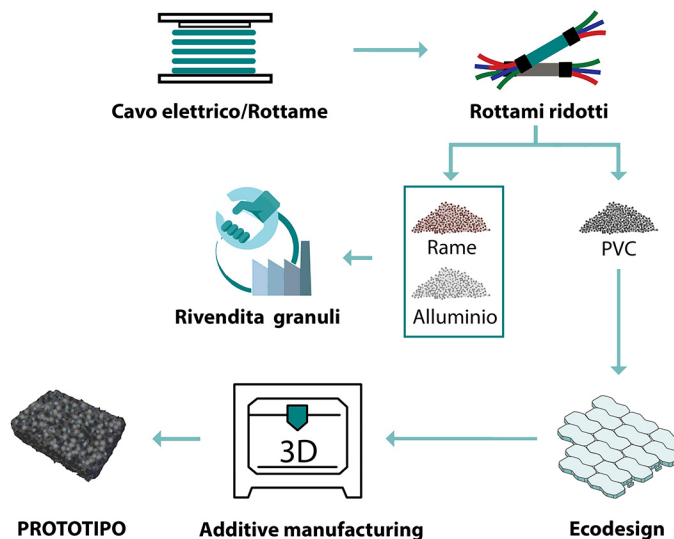 Cavo elettrico/Rottame
Rottami ridotti
Rame
PVC
Alluminio
Rivendita granuli
3D
PROTOTIPO
Additive manufacturing
Ecodesign